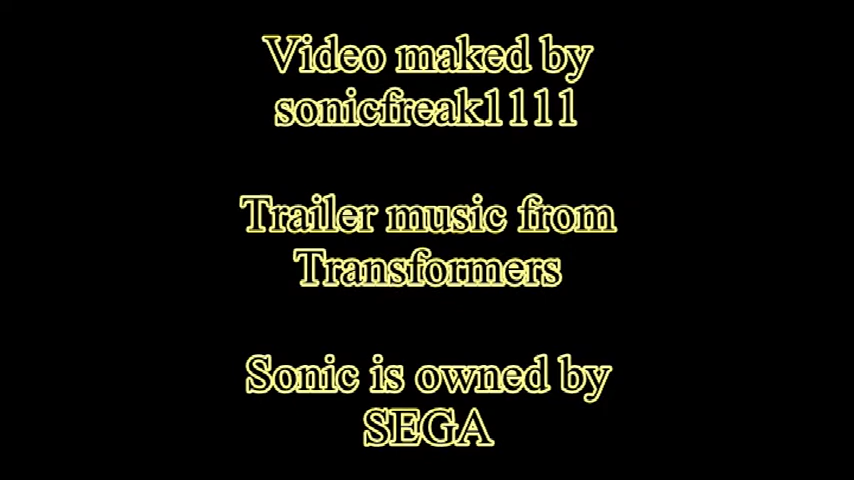 Video maked by
sonicfreak1111
Trailer music from
Transformers
Sonic is owned by
SEGA